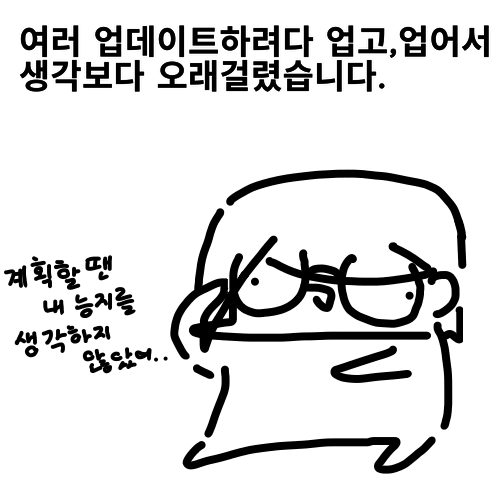 여러 업데이트하려다 업고,업어서
생각보다 오래걸렸습니다.
계획할 땐
내 능지를
생각하지
않았어..